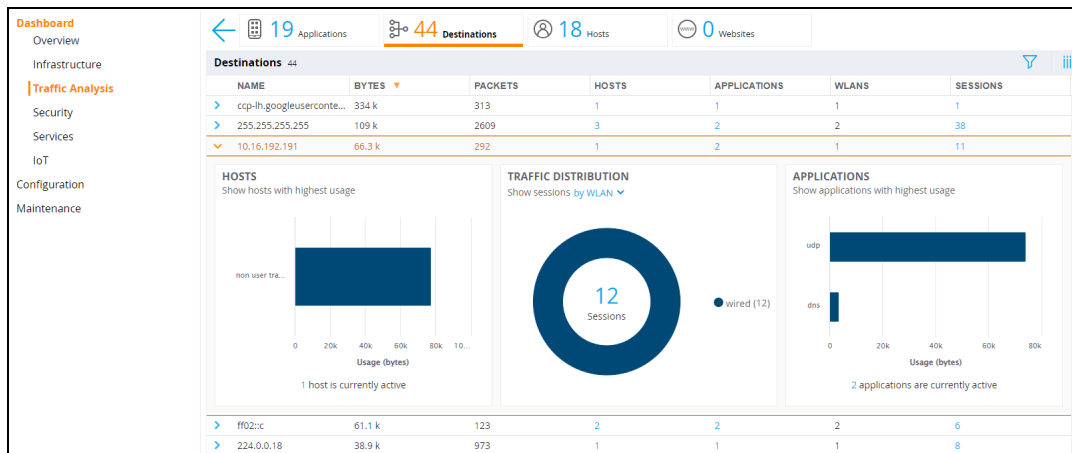 Dashboard
Overview
Infrastructure
Traffic Analysis
Security
Services
IoT
Configuration
Maintenance
19 Applications
44 Destinations
18 Hosts
www 0 Websites
Destinations 44
NAME BYTES PACKETS HOSTS APPLICATIONS WLANS SESSIONS
ccp-lh.googleuserconte... 334 k 313 1 1 1 1
255.255.255.255 109 k 2609 3 2 2 38
10.16.192.191 66.3 k 292 1 2 1 11
HOSTS
Show hosts with highest usage
non user tra...
0 20k 40k 60k 80k 10...
Usage (bytes)
1 host is currently active
TRAFFIC DISTRIBUTION
Show sessions by WLAN
12
Sessions
wired (12)
APPLICATIONS
Show applications with highest usage
udp
dns
0 20k 40k 60k 80k
Usage (bytes)
2 applications are currently active
ff02::c 61.1 k 123 2 2 2 6
224.0.0.18 38.9 k 973 1 1 1 8